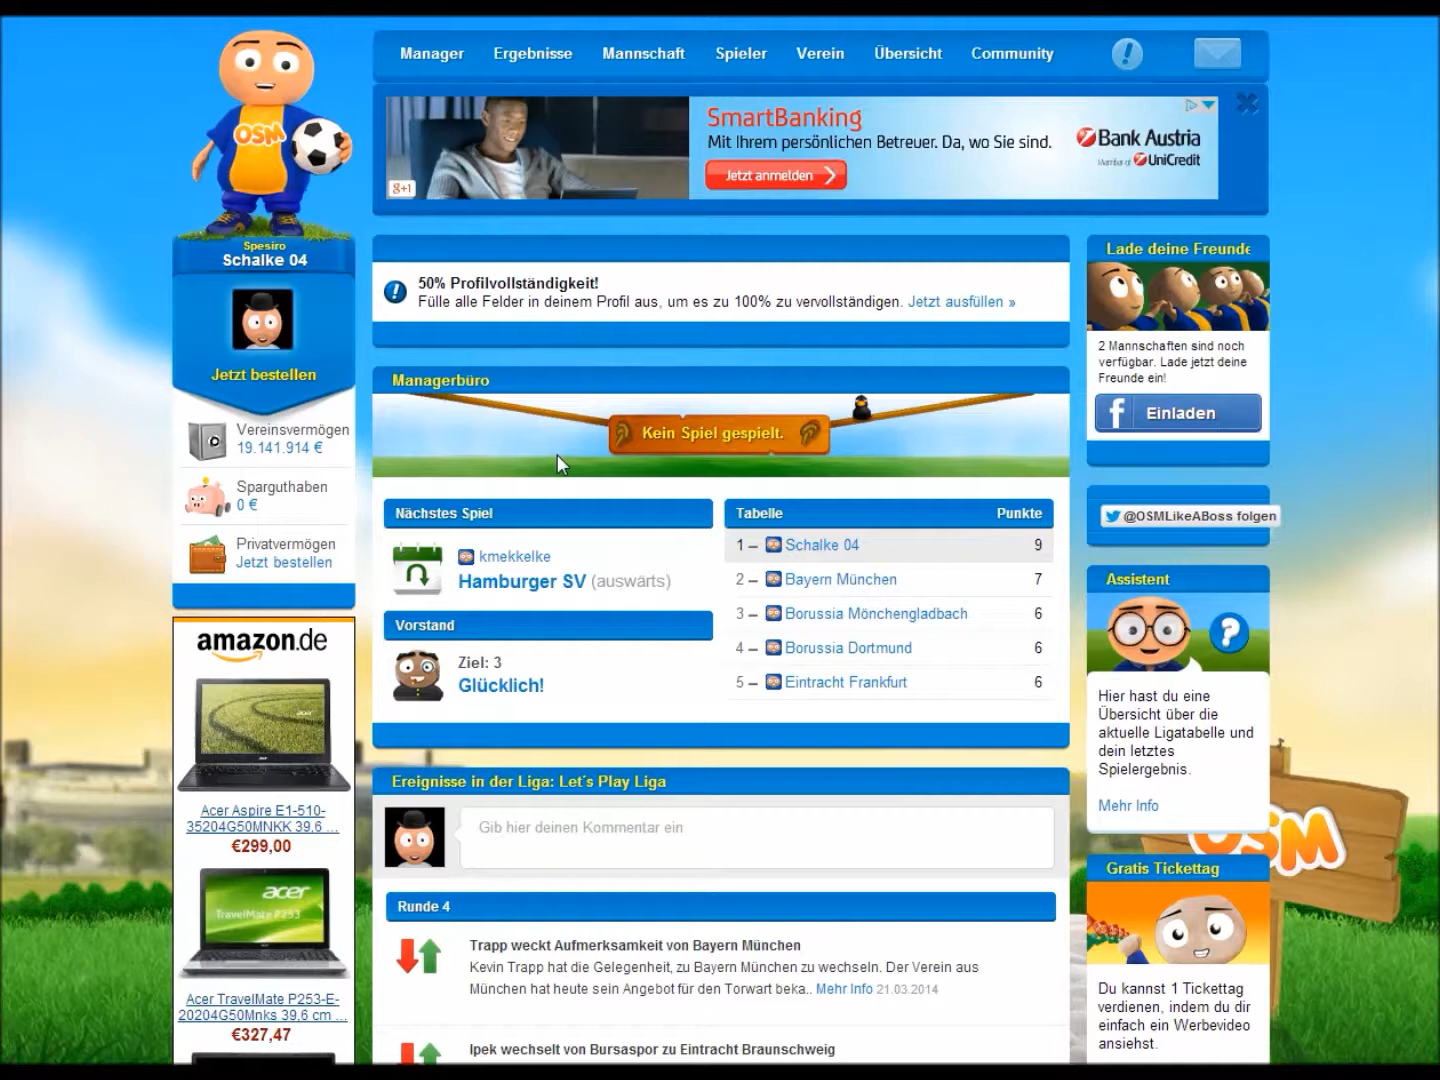 Manager Ergebnisse Mannschaft Spieler Verein Übersicht Community
SmartBanking
Mit Ihrem persönlichen Betreuer. Da, wo Sie sind.
Jetzt anmelden
Bank Austria
Member of UniCredit
g+1
OSM
Spesiro
Schalke 04
Jetzt bestellen
Vereinsvermögen
19.141.914 €
Sparguthaben
0 €
Privatvermögen
Jetzt bestellen
amazon.de
acer
Acer Aspire E1-510-
35204G50MNKK 39,6 ...
€299,00
acer
TravelMate P253
Acer TravelMate P253-E-
20204G50Mnks 39,6 cm ...
€327,47
50% Profilvollständigkeit!
Fülle alle Felder in deinem Profil aus, um es zu 100% zu vervollständigen. Jetzt ausfüllen »
Managerbüro
Kein Spiel gespielt.
Nächstes Spiel
kmekkelke
Hamburger SV (auswärts)
Vorstand
Ziel: 3
Glücklich!
Tabelle Punkte
1 – Schalke 04 9
2 – Bayern München 7
3 – Borussia Mönchengladbach 6
4 – Borussia Dortmund 6
5 – Eintracht Frankfurt 6
Ereignisse in der Liga: Let´s Play Liga
Gib hier deinen Kommentar ein
Runde 4
Trapp weckt Aufmerksamkeit von Bayern München
Kevin Trapp hat die Gelegenheit, zu Bayern München zu wechseln. Der Verein aus
München hat heute sein Angebot für den Torwart beka.. Mehr Info 21.03.2014
Ipek wechselt von Bursaspor zu Eintracht Braunschweig
Lade deine Freunde
2 Mannschaften sind noch
verfügbar. Lade jetzt deine
Freunde ein!
Einladen
@OSMLikeABoss folgen
Assistent
Hier hast du eine
Übersicht über die
aktuelle Ligatabelle und
dein letztes
Spielergebnis.
Mehr Info
OSM
Gratis Tickettag
Du kannst 1 Tickettag
verdienen, indem du dir
einfach ein Werbevideo
ansiehst.